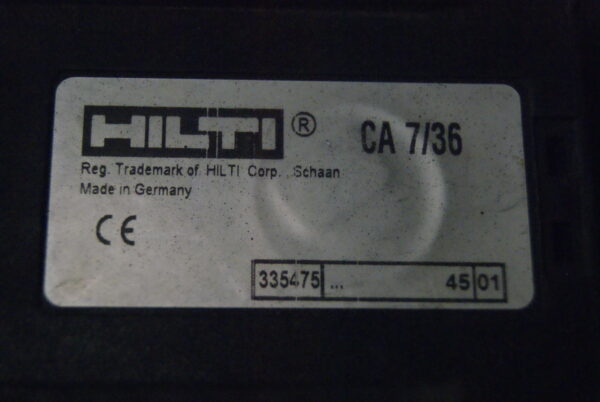 HILTI ® CA 7/36
Reg. Trademark of HILTI Corp., Schaan
Made in Germany
CE
335475 ... 45 01